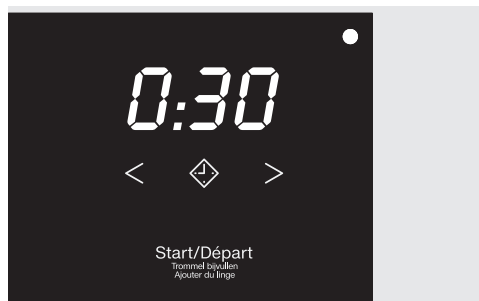 0:30
< >
Start/Départ
Trommel bijvullen
Ajouter du linge